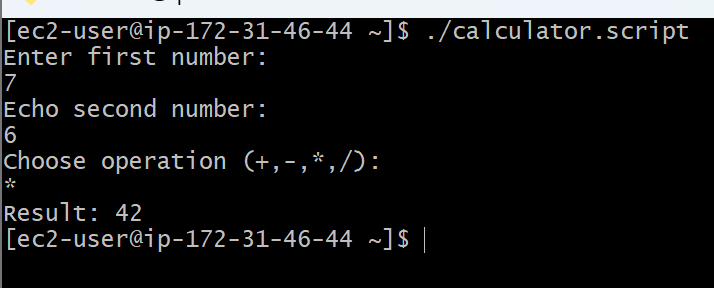 [ec2-user@ip-172-31-46-44 ~]$ ./calculator.script
Enter first number:
7
Echo second number:
6
Choose operation (+,-,*,/):
*
Result: 42
[ec2-user@ip-172-31-46-44 ~]$